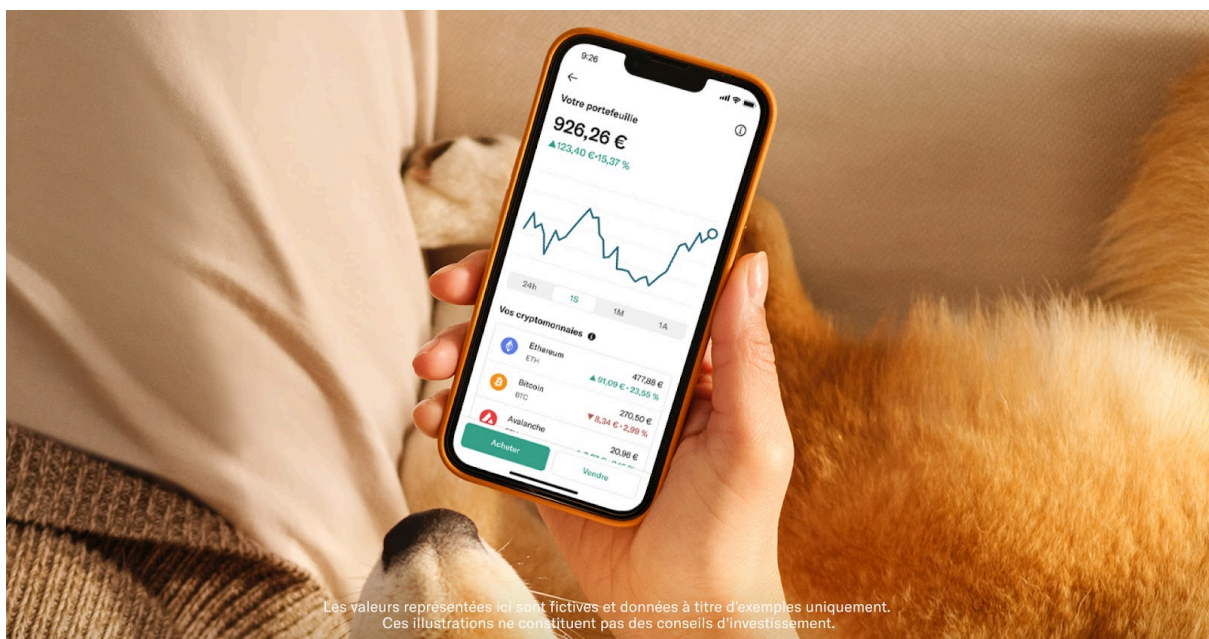 9:26
Votre portefeuille
926,26 €
▲123,40 €•15,37 %
24h 1S 1M 1A
Vos cryptomonnaies
Ethereum 477,88 €
ETH ▲ 91,09 € • 23,55 %
Bitcoin 270,50 €
BTC ▼ 8,34 € • 2,99 %
Avalanche 20,96 €
Acheter Vendre
Les valeurs représentées ici sont fictives et données à titre d'exemples uniquement.
Ces illustrations ne constituent pas des conseils d'investissement.